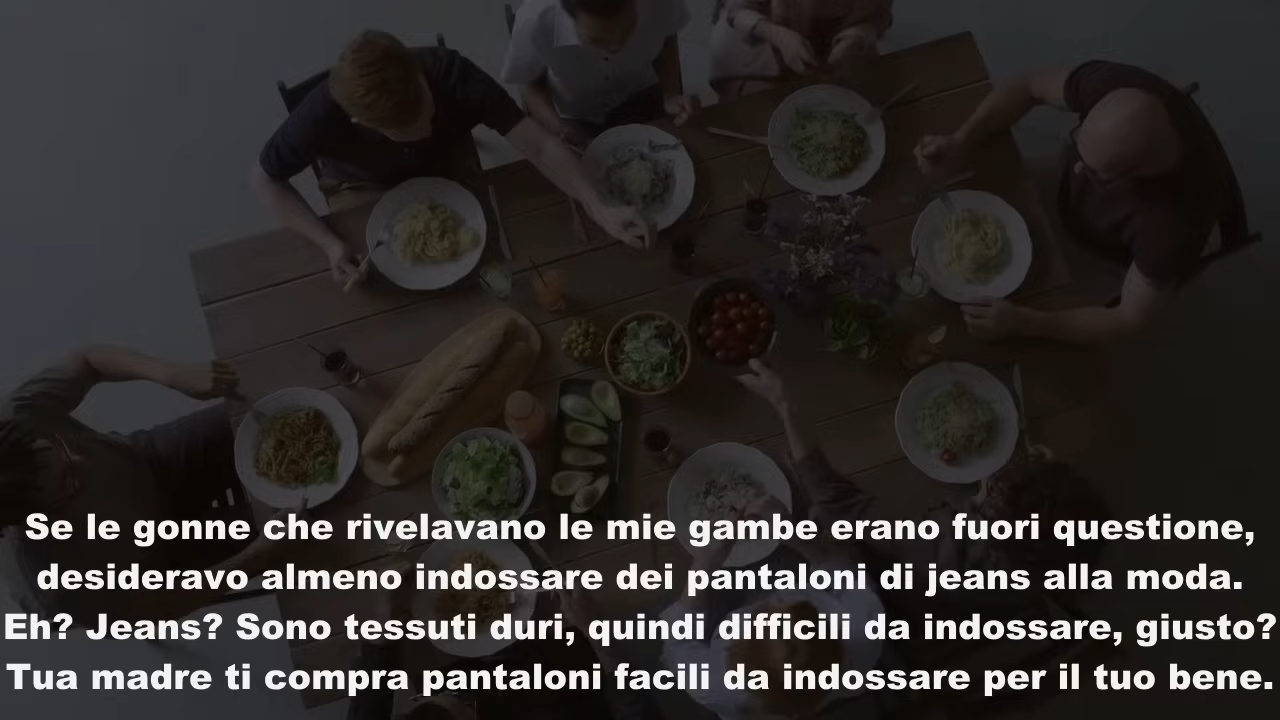 Se le gonne che rivelavano le mie gambe erano fuori questione,
desideravo almeno indossare dei pantaloni di jeans alla moda.
Eh? Jeans? Sono tessuti duri, quindi difficili da indossare, giusto?
Tua madre ti compra pantaloni facili da indossare per il tuo bene.